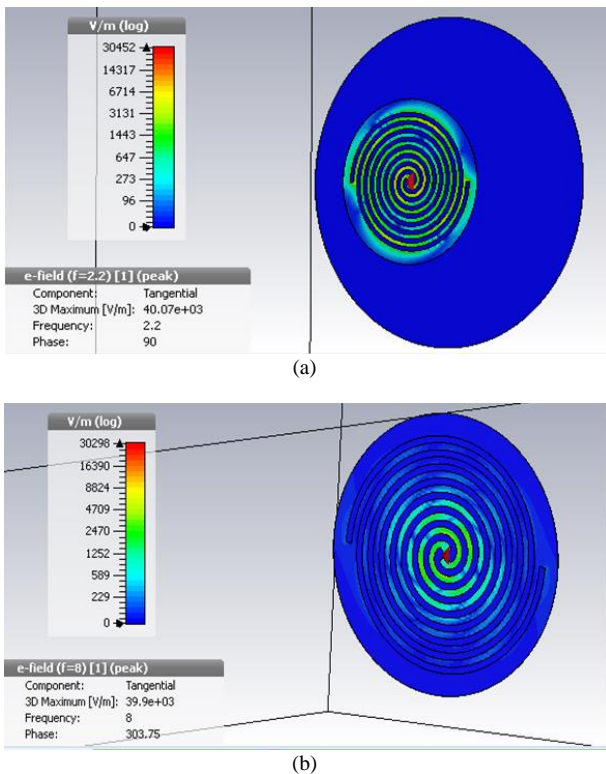 V/m (log)
30452
14317
6714
3131
1443
647
273
96
0
e-field (f=2.2) [1] (peak)
Component: Tangential
3D Maximum [V/m]: 40.07e+03
Frequency: 2.2
Phase: 90
(a)
V/m (log)
30298
16390
8824
4709
2470
1252
589
229
0
e-field (f=8) [1] (peak)
Component: Tangential
3D Maximum [V/m]: 39.9e+03
Frequency: 8
Phase: 303.75
(b)